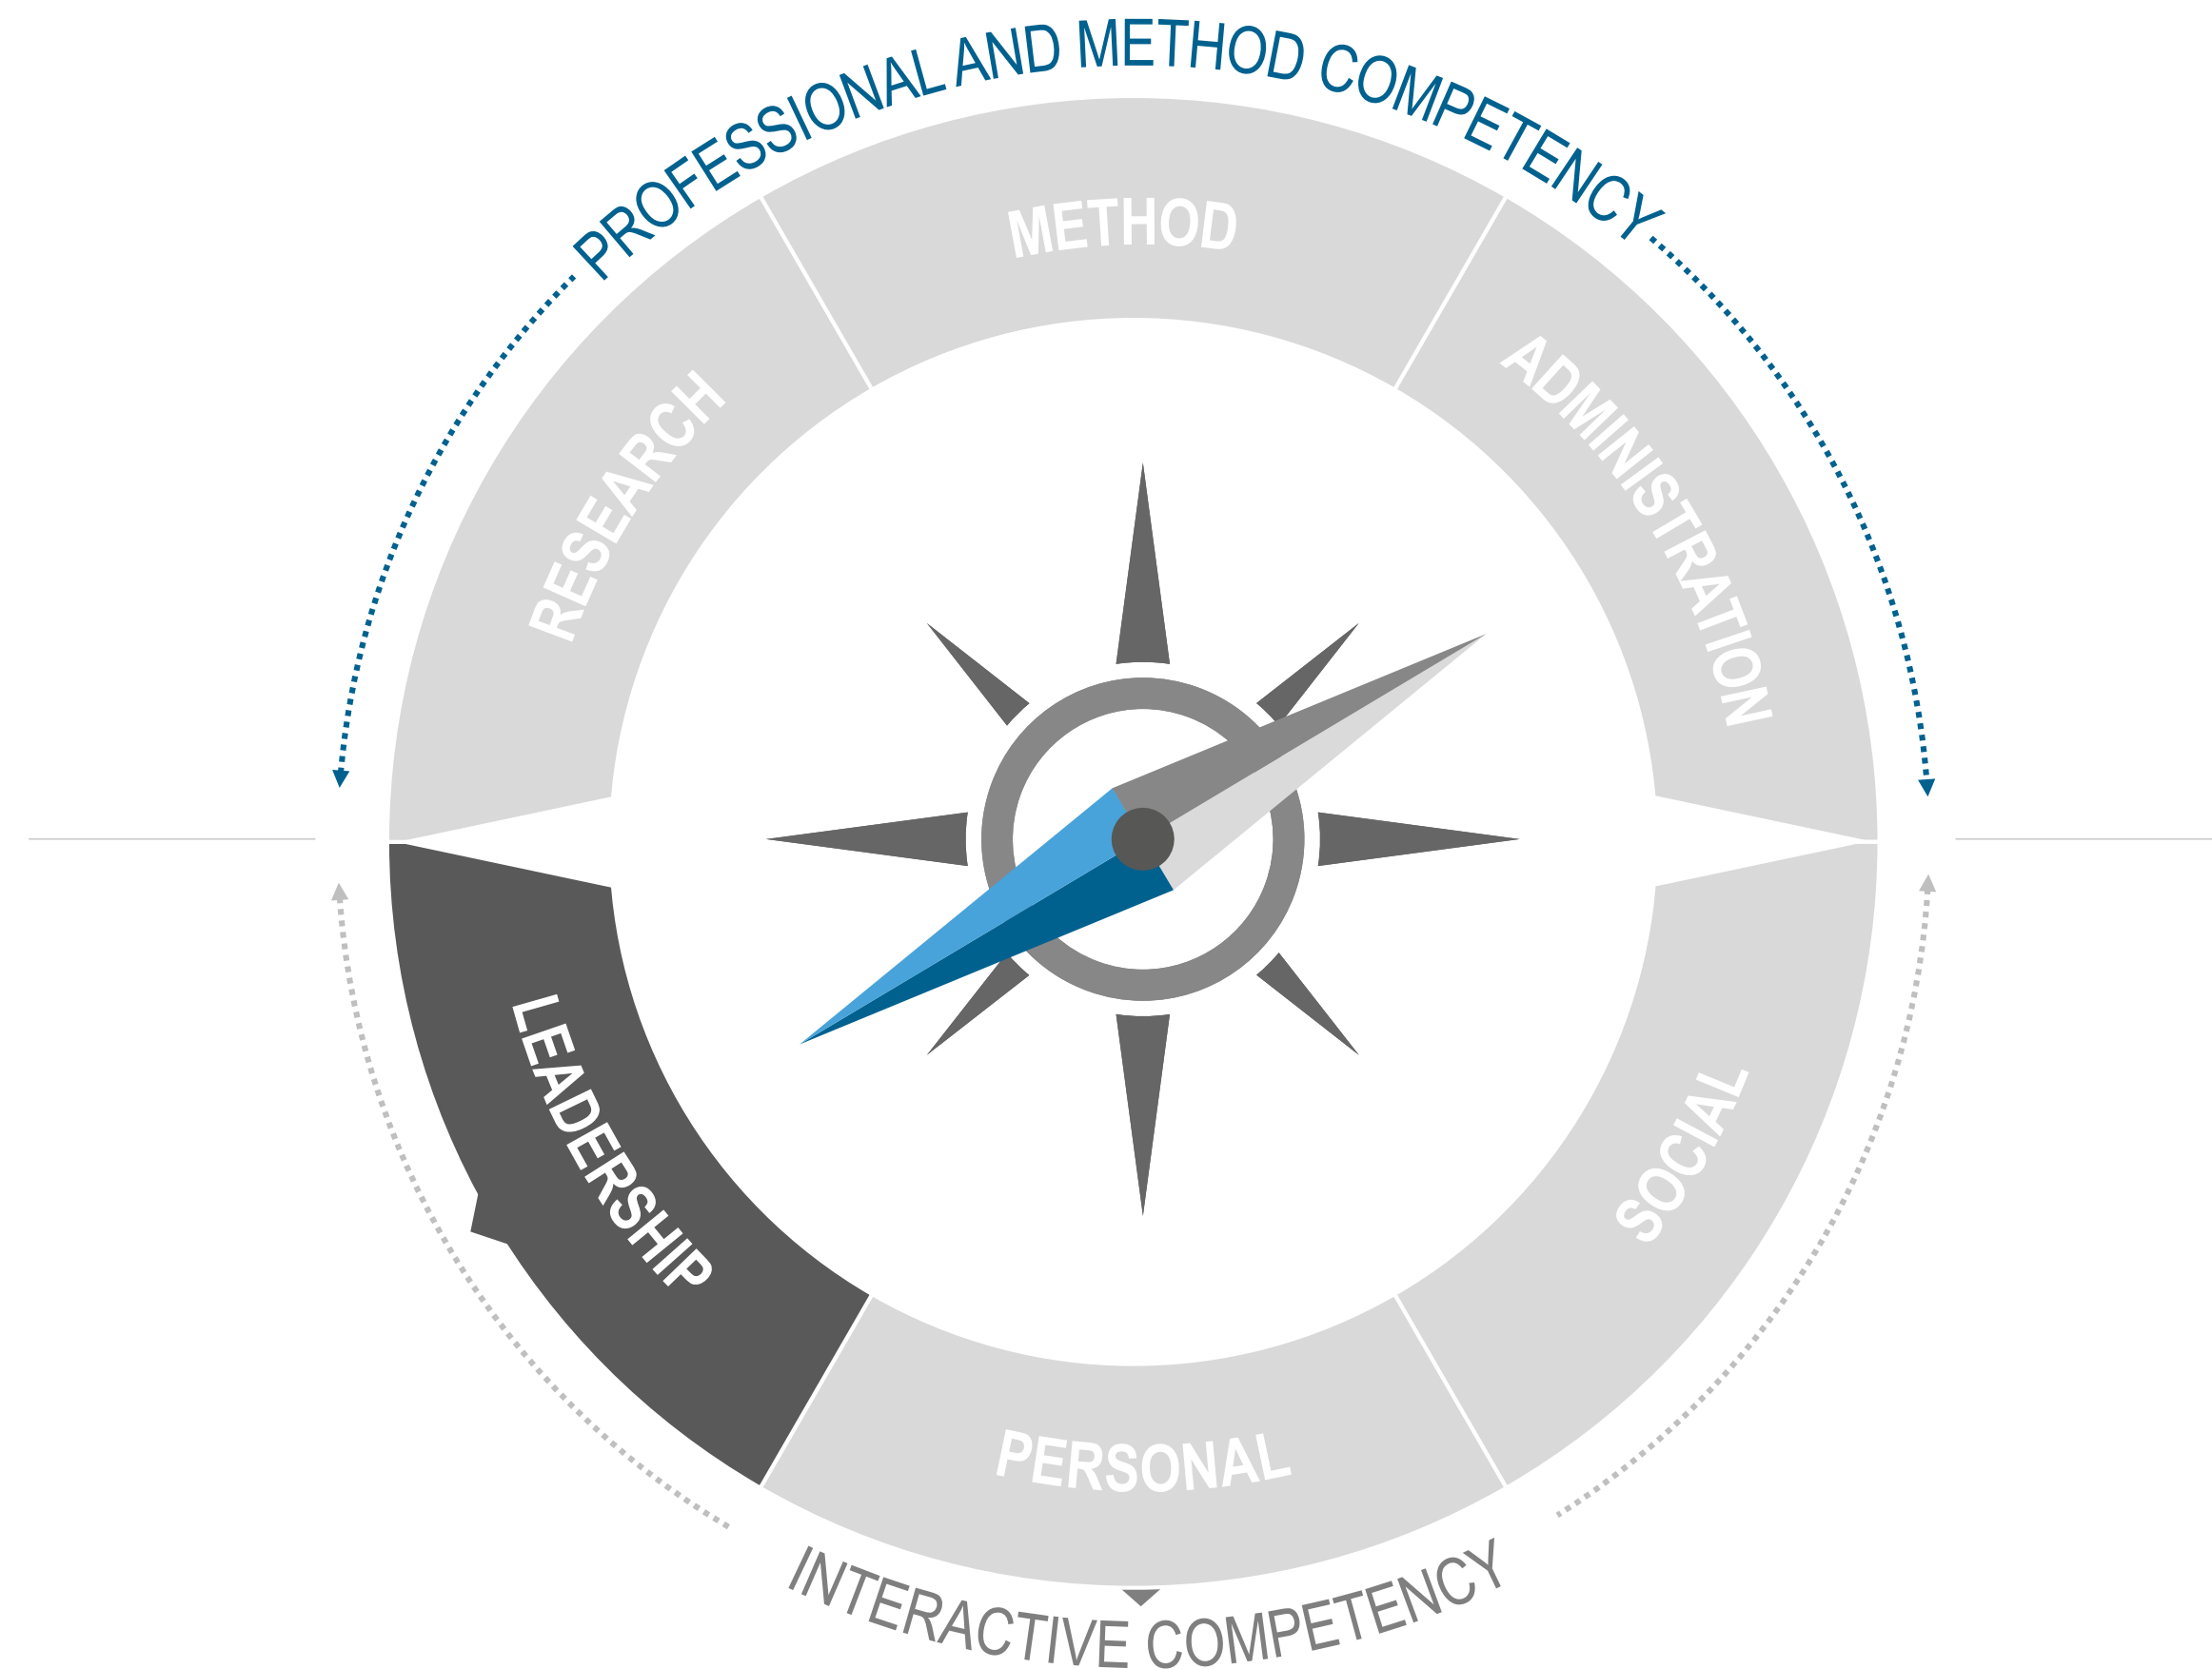 PROFESSIONAL AND METHOD COMPETENCY
METHOD
RESEARCH
ADMINISTRATION
LEADERSHIP
SOCIAL
PERSONAL
INTERACTIVE COMPETENCY